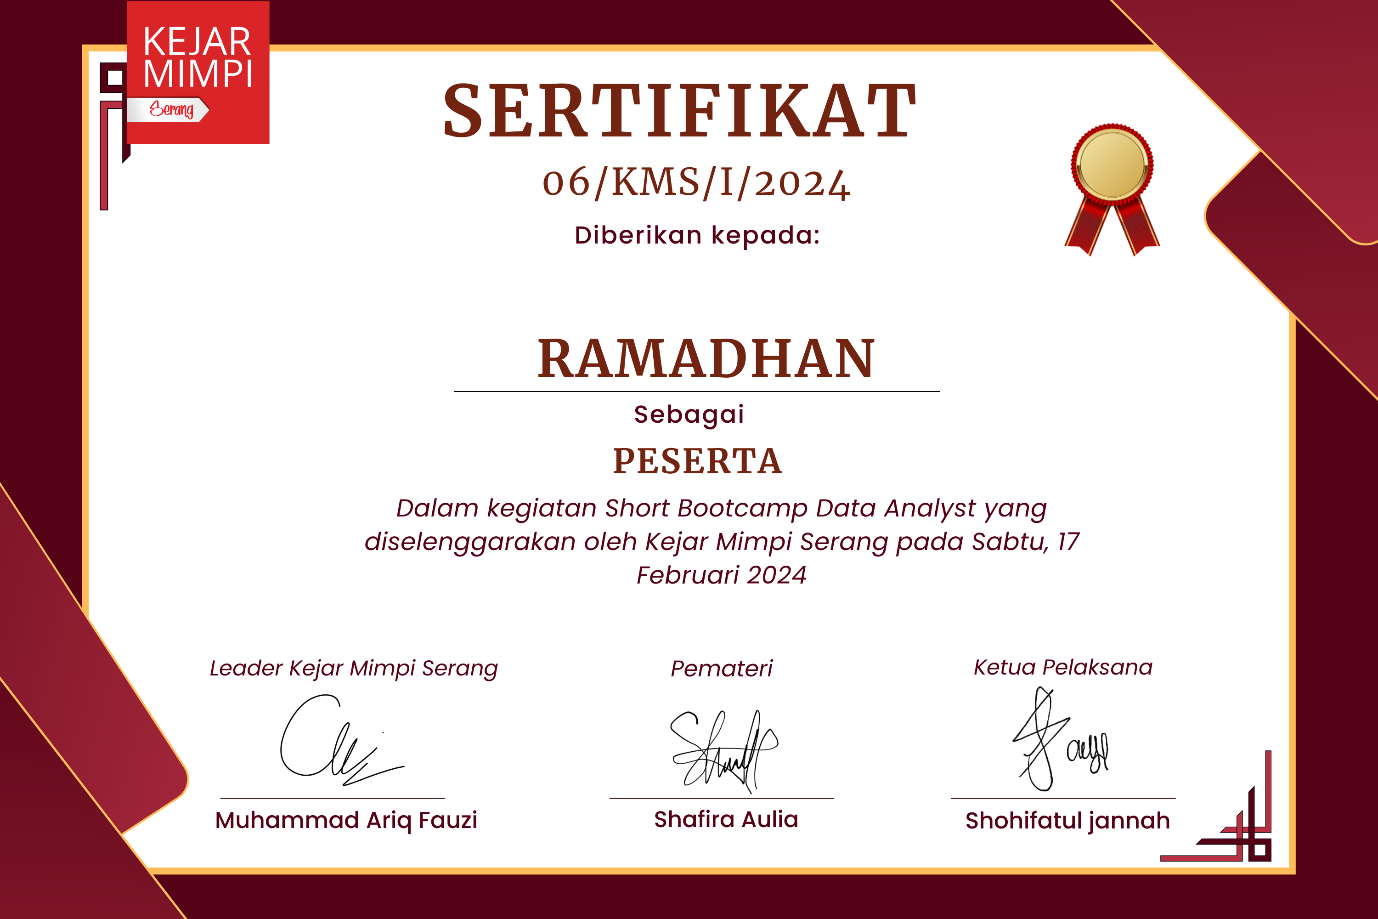 KEJAR
MIMPI
Serang
SERTIFIKAT
06/KMS/I/2024
Diberikan kepada:
RAMADHAN
Sebagai
PESERTA
Dalam kegiatan Short Bootcamp Data Analyst yang
diselenggarakan oleh Kejar Mimpi Serang pada Sabtu, 17
Februari 2024
Leader Kejar Mimpi Serang
Pemateri
Ketua Pelaksana
Muhammad Ariq Fauzi
Shafira Aulia
Shohifatul jannah